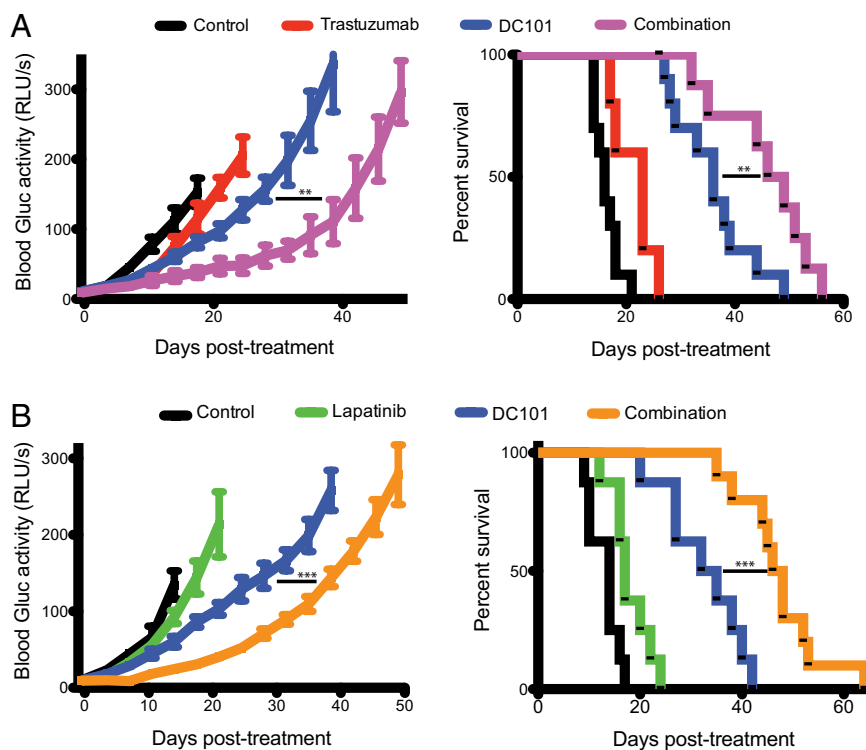 A
Control Trastuzumab DC101 Combination
Blood Gluc activity (RLU/s)
300
200
100
0
0 20 40
Days post-treatment
**
Percent survival
100
50
0
0 20 40 60
Days post-treatment
**
B
Control Lapatinib DC101 Combination
Blood Gluc activity (RLU/s)
300
200
100
0
0 10 20 30 40 50
Days post-treatment
***
Percent survival
100
50
0
0 20 40 60
Days post-treatment
***